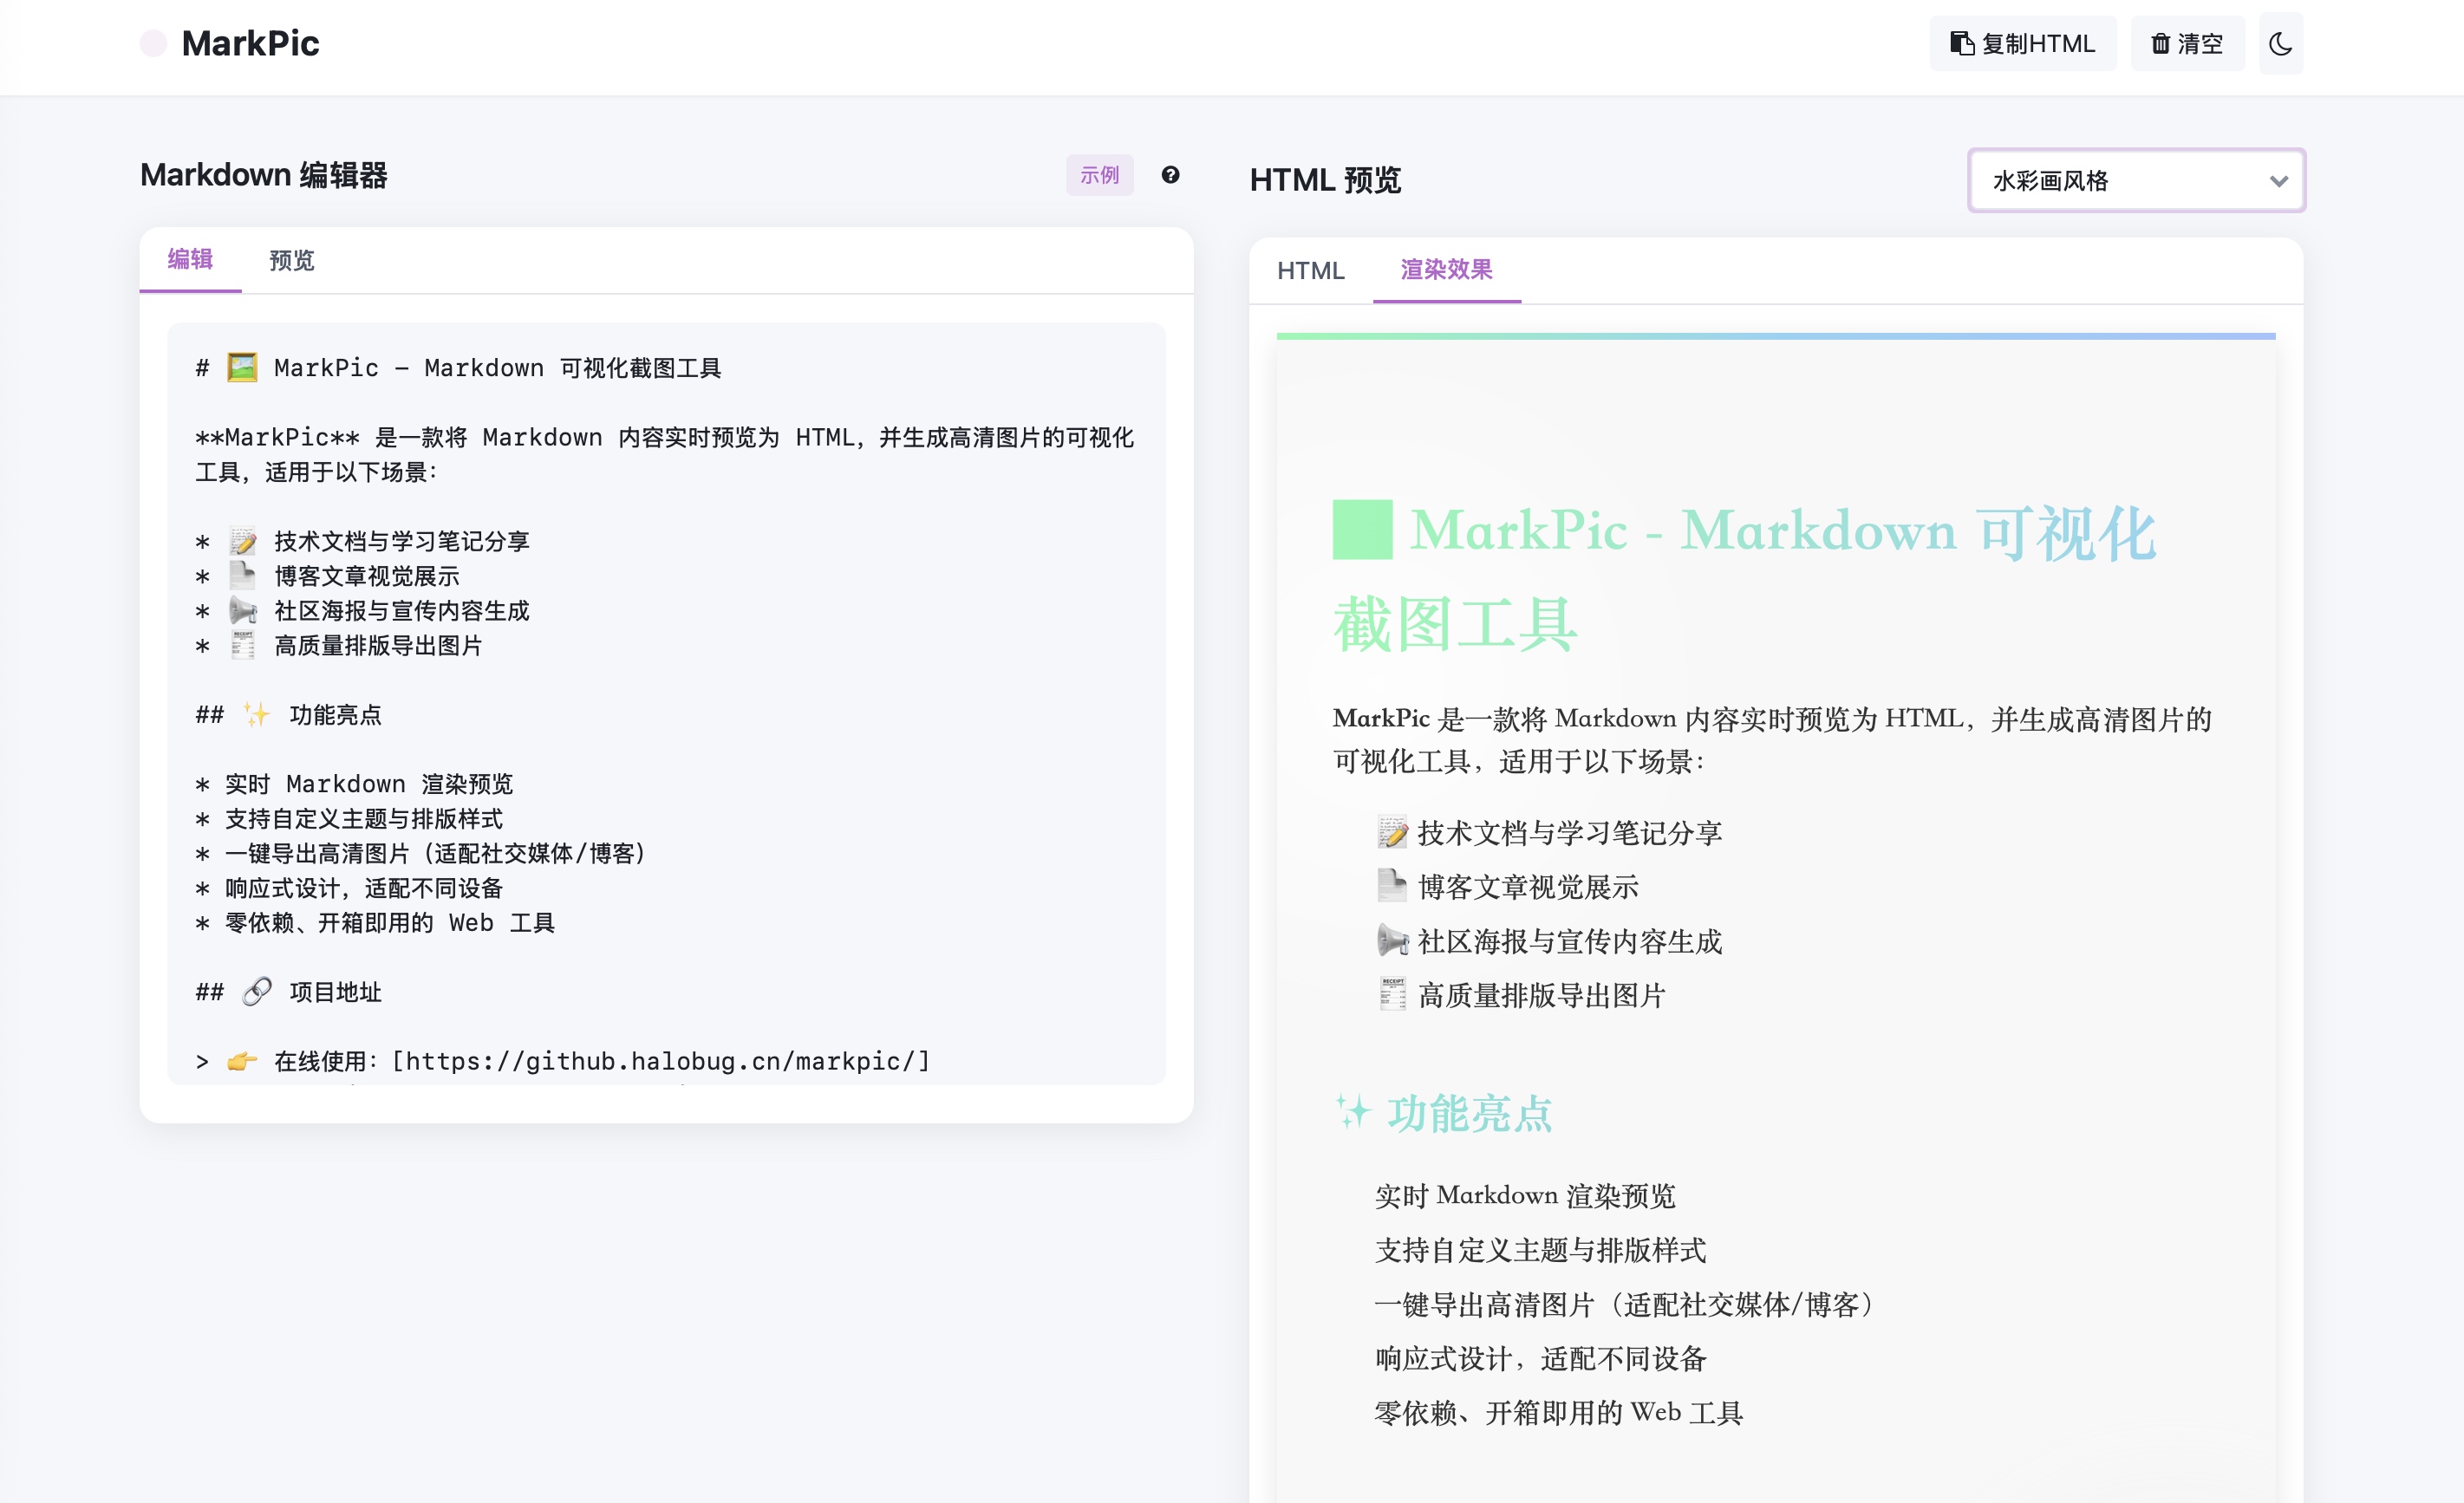 MarkPic
复制HTML
清空
Markdown 编辑器
示例
编辑
预览
# 🖼️ MarkPic - Markdown 可视化截图工具
**MarkPic** 是一款将 Markdown 内容实时预览为 HTML，并生成高清图片的可视化
工具，适用于以下场景：
* 📝 技术文档与学习笔记分享
* 📄 博客文章视觉展示
* 📢 社区海报与宣传内容生成
* 🧾 高质量排版导出图片
## ✨ 功能亮点
* 实时 Markdown 渲染预览
* 支持自定义主题与排版样式
* 一键导出高清图片（适配社交媒体/博客）
* 响应式设计，适配不同设备
* 零依赖、开箱即用的 Web 工具
## 🔗 项目地址
> 👉 在线使用：[https://github.halobug.cn/markpic/]
HTML 预览
水彩画风格
HTML
渲染效果
MarkPic - Markdown 可视化
截图工具
MarkPic 是一款将 Markdown 内容实时预览为 HTML，并生成高清图片的
可视化工具，适用于以下场景：
📝 技术文档与学习笔记分享
📄 博客文章视觉展示
📢 社区海报与宣传内容生成
🧾 高质量排版导出图片
✨ 功能亮点
实时 Markdown 渲染预览
支持自定义主题与排版样式
一键导出高清图片（适配社交媒体/博客）
响应式设计，适配不同设备
零依赖、开箱即用的 Web 工具